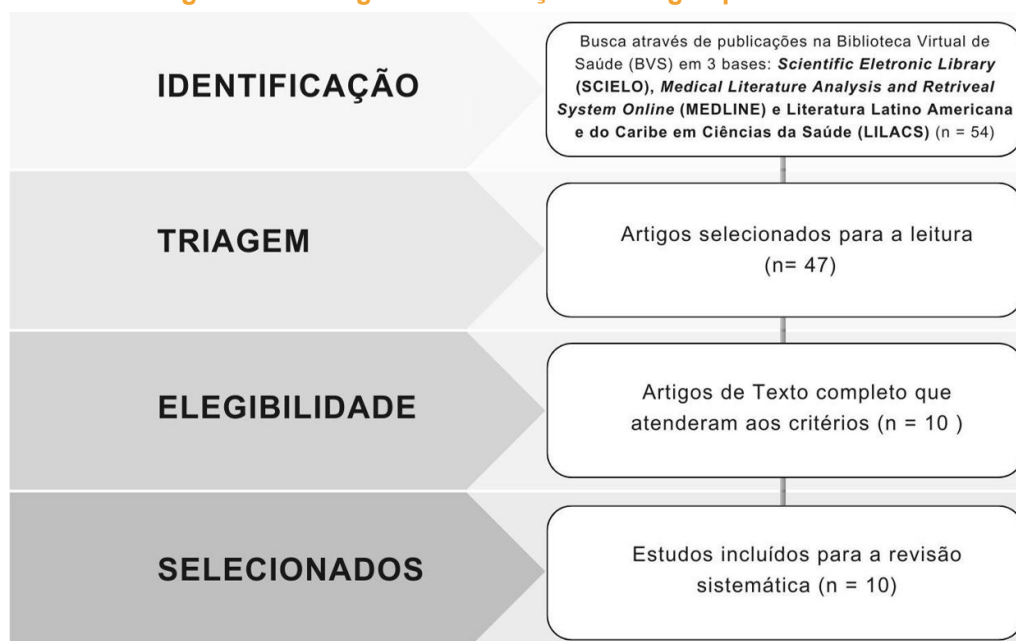 IDENTIFICAÇÃO
Busca através de publicações na Biblioteca Virtual de
Saúde (BVS) em 3 bases: Scientific Eletronic Library
(SCIELO), Medical Literature Analysis and Retriveal
System Online (MEDLINE) e Literatura Latino Americana
e do Caribe em Ciências da Saúde (LILACS) (n = 54)
TRIAGEM
Artigos selecionados para a leitura
(n= 47)
ELEGIBILIDADE
Artigos de Texto completo que
atenderam aos critérios (n = 10 )
SELECIONADOS
Estudos incluídos para a revisão
sistemática (n = 10)